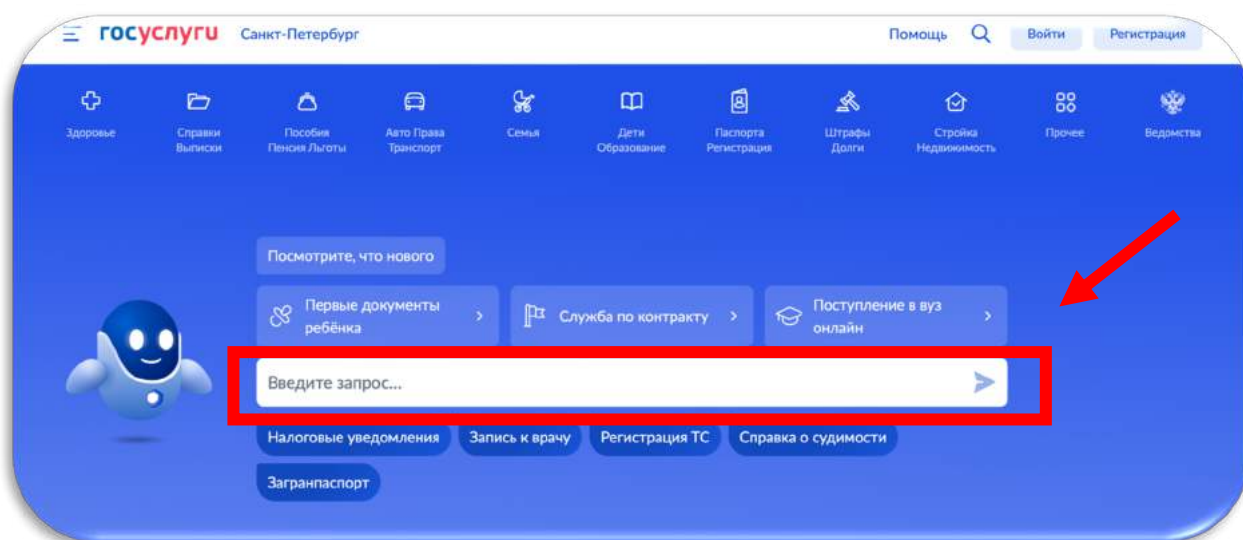 госуслуги Санкт-Петербург Помощь Войти Регистрация
Здоровье
Справки
Выписки
Пособия
Пенсия Льготы
Авто Права
Транспорт
Семья
Дети
Образование
Паспорта
Регистрация
Штрафы
Долги
Стройка
Недвижимость
Прочее
Ведомства
Посмотрите, что нового
Первые документы
ребёнка
Служба по контракту
Поступление в вуз
онлайн
Введите запрос...
Налоговые уведомления Запись к врачу Регистрация ТС Справка о судимости
Загранпаспорт